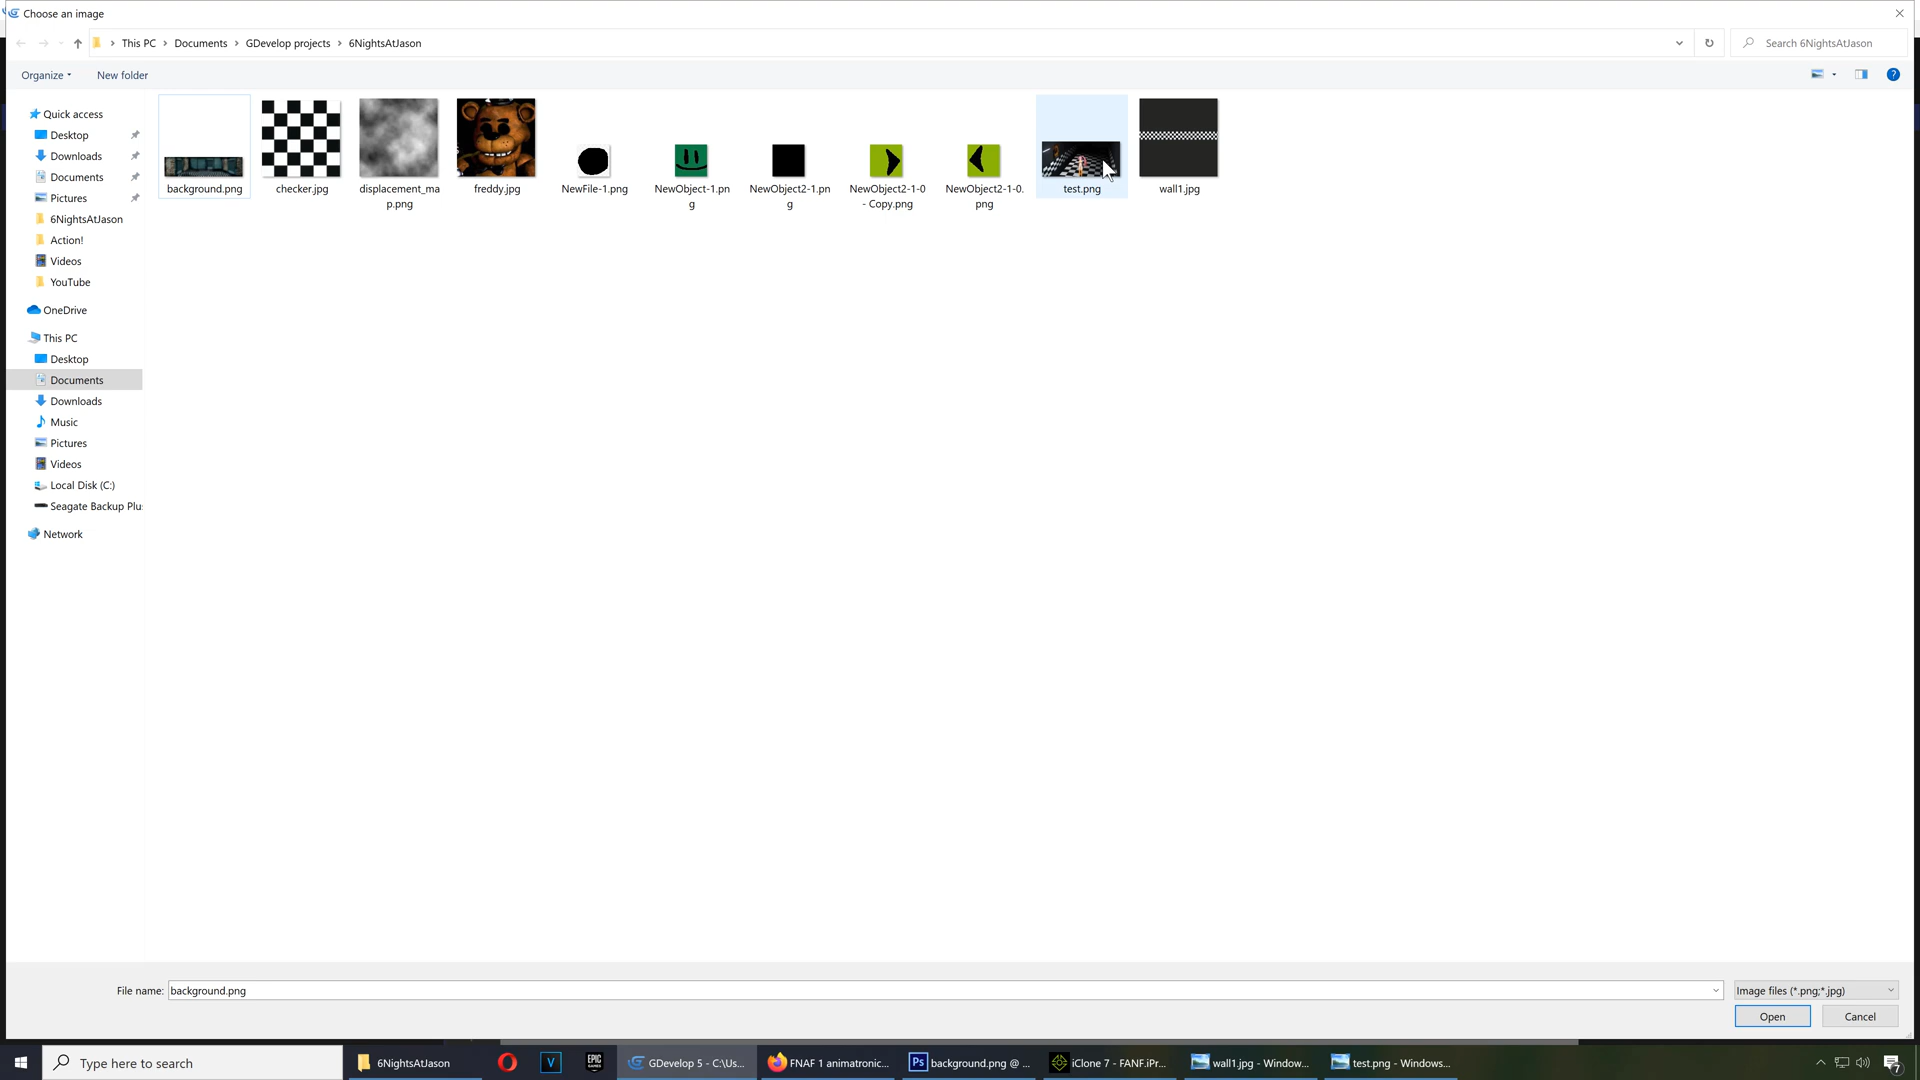 Choose an image
This PC > Documents > GDevelop projects > 6NightsAtJason
Search 6NightsAtJason
Organize
New folder
Quick access
Desktop
Downloads
Documents
Pictures
6NightsAtJason
Action!
Videos
YouTube
OneDrive
This PC
Desktop
Documents
Downloads
Music
Pictures
Videos
Local Disk (C:)
Seagate Backup Plu
Network
background.png
checker.jpg
displacement_ma
p.png
freddy.jpg
NewFile-1.png
NewObject-1.pn
g
NewObject2-1.pn
g
NewObject2-1-0
- Copy.png
NewObject2-1-0.
png
test.png
wall1.jpg
File name: background.png
Image files (*.png;*.jpg)
Open
Cancel
Type here to search
6NightsAtJason
V
EPIC
GAMES
GDevelop 5 - C:\Us...
FNAF 1 animatronic...
Ps
background.png @ ...
iClone 7 - FANF.iPr...
wall1.jpg - Window...
test.png - Windows...
7